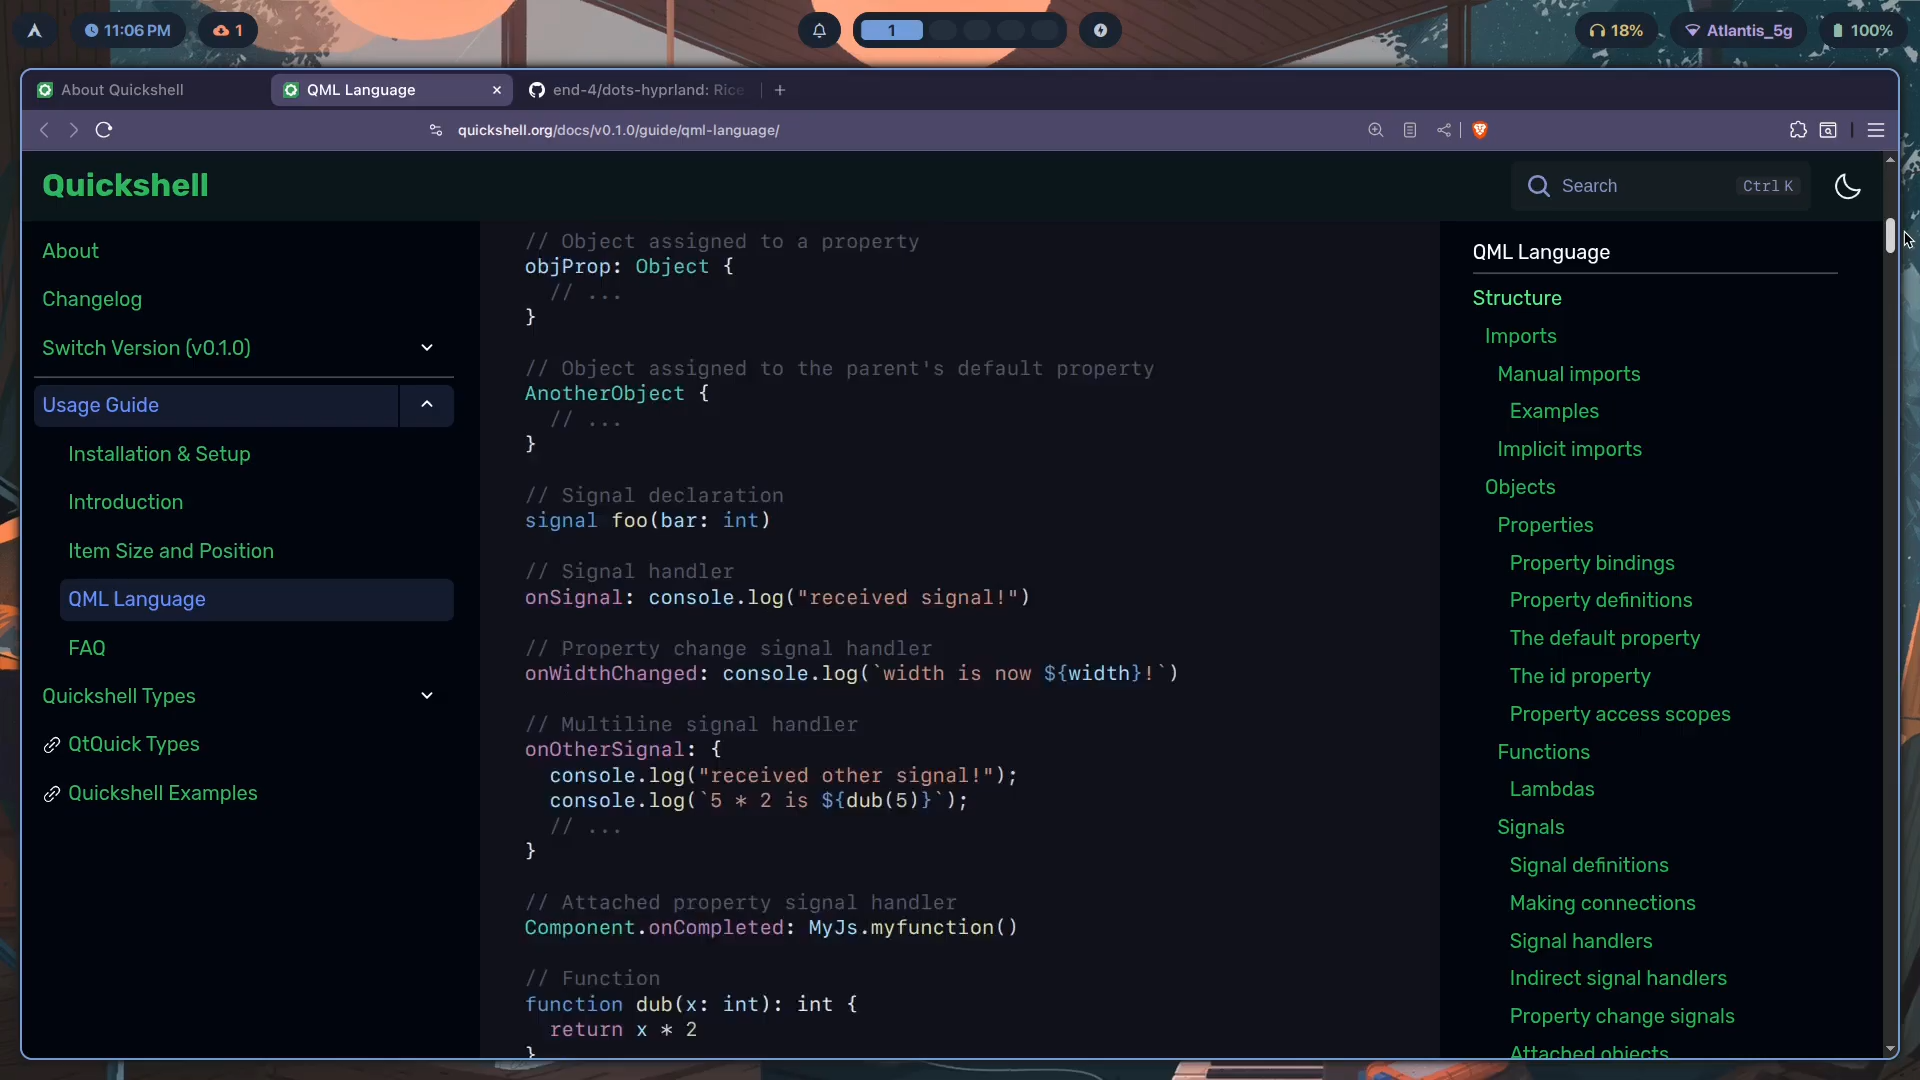 11:06 PM
1
1
18%
Atlantis_5g
100%
About Quickshell
QML Language
end-4/dots-hyprland: Rice
quickshell.org/docs/v0.1.0/guide/qml-language/
Quickshell
Search
Ctrl K
About
Changelog
Switch Version (v0.1.0)
Usage Guide
Installation & Setup
Introduction
Item Size and Position
QML Language
FAQ
Quickshell Types
QtQuick Types
Quickshell Examples
// Object assigned to a property
objProp: Object {
  // ...
}
// Object assigned to the parent's default property
AnotherObject {
  // ...
}
// Signal declaration
signal foo(bar: int)
// Signal handler
onSignal: console.log("received signal!")
// Property change signal handler
onWidthChanged: console.log(`width is now ${width}!`)
// Multiline signal handler
onOtherSignal: {
  console.log("received other signal!");
  console.log(`5 * 2 is ${dub(5)}`);
  // ...
}
// Attached property signal handler
Component.onCompleted: MyJs.myfunction()
// Function
function dub(x: int): int {
  return x * 2
}
QML Language
Structure
Imports
Manual imports
Examples
Implicit imports
Objects
Properties
Property bindings
Property definitions
The default property
The id property
Property access scopes
Functions
Lambdas
Signals
Signal definitions
Making connections
Signal handlers
Indirect signal handlers
Property change signals
Attached objects